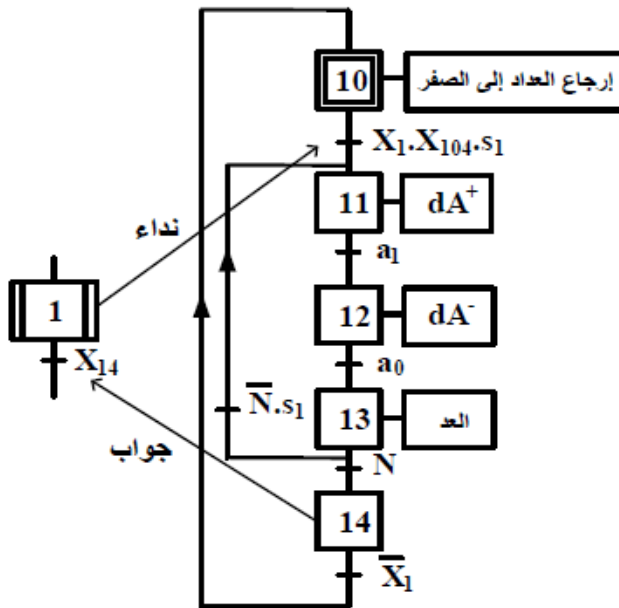 10
إرجاع العداد إلى الصفر
X₁.X₁₀₄.s₁
11
dA⁺
نداء
a₁
1
12
dA⁻
X₁₄
a₀
N̅.s₁
13
العد
جواب
N
14
X̅₁